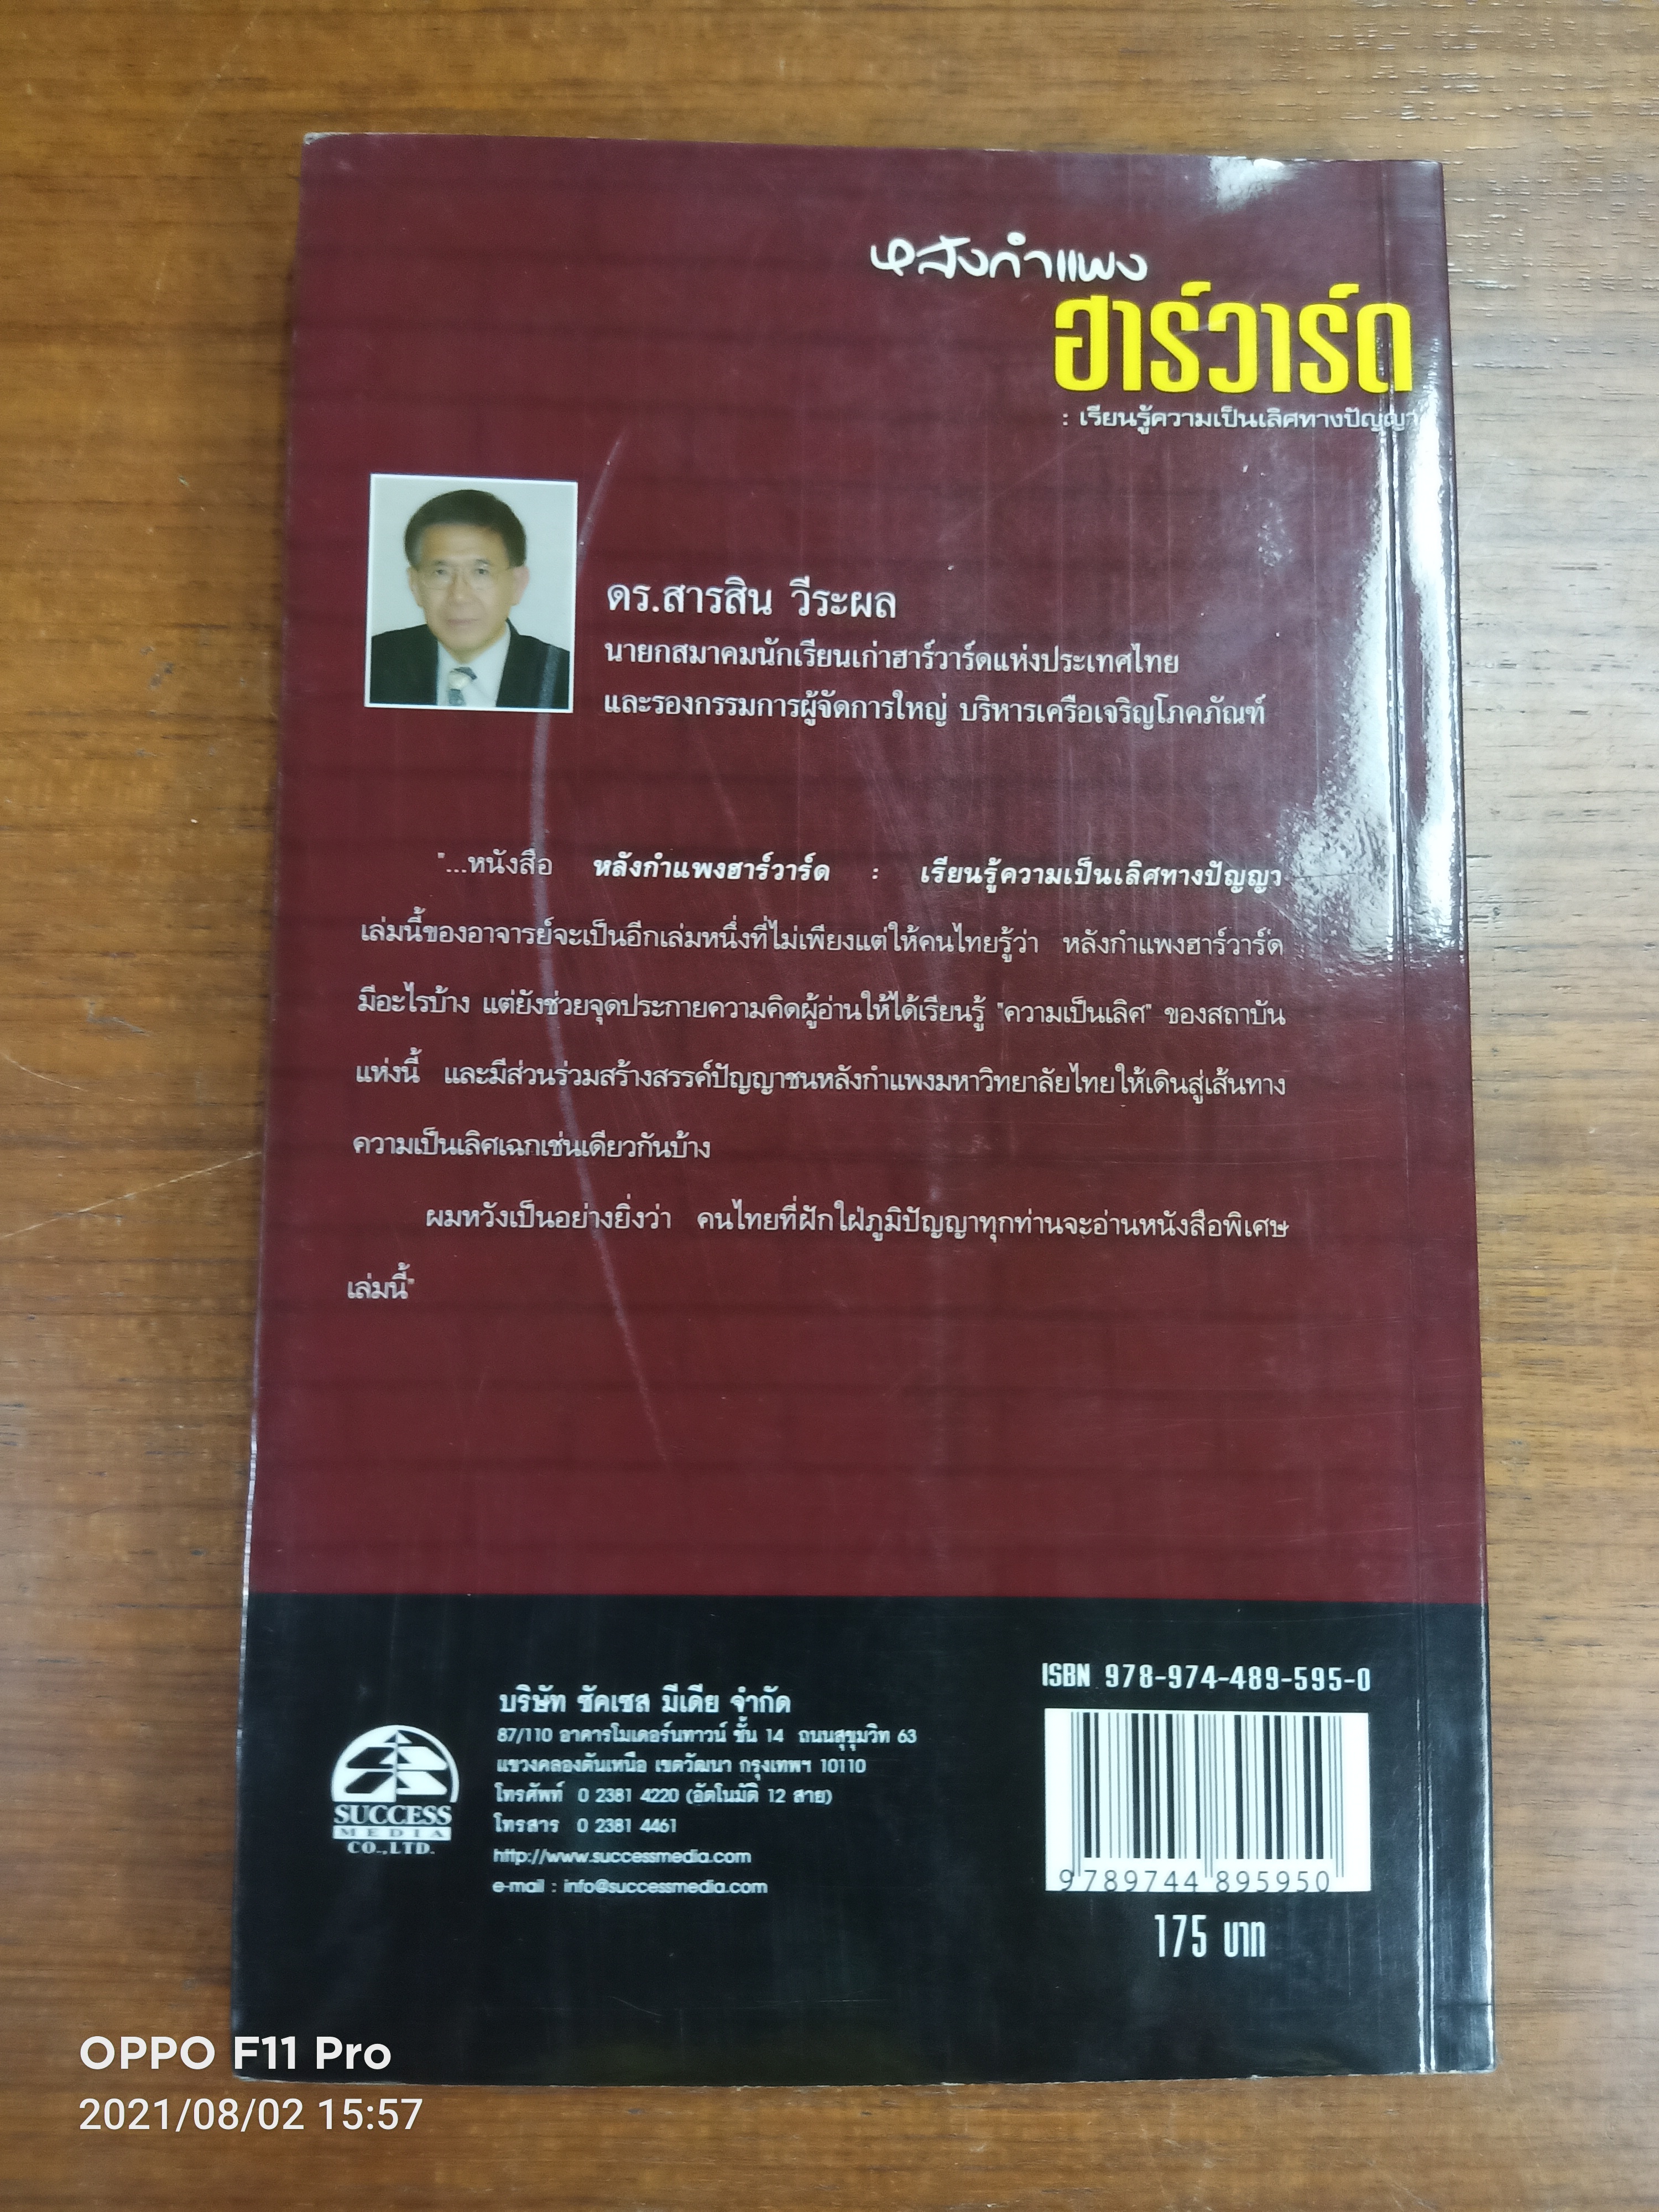 หลังกำแพง
ฮาร์วาร์ด
: เรียนรู้ความเป็นเลิศทางปัญญา
ดร.สารสิน วีระผล
นายกสมาคมนักเรียนเก่าฮาร์วาร์ดแห่งประเทศไทย
และรองกรรมการผู้จัดการใหญ่ บริหารเครือเจริญโภคภัณฑ์
"...หนังสือ หลังกำแพงฮาร์วาร์ด : เรียนรู้ความเป็นเลิศทางปัญญา
เล่มนี้ของอาจารย์จะเป็นอีกเล่มหนึ่งที่ไม่เพียงแต่ให้คนไทยรู้ว่า หลังกำแพงฮาร์วาร์ด
มีอะไรบ้าง แต่ยังช่วยจุดประกายความคิดผู้อ่านให้ได้เรียนรู้ "ความเป็นเลิศ" ของสถาบัน
แห่งนี้ และมีส่วนร่วมสร้างสรรค์ปัญญาชนหลังกำแพงมหาวิทยาลัยไทยให้เดินสู่เส้นทาง
ความเป็นเลิศเฉกเช่นเดียวกันบ้าง
ผมหวังเป็นอย่างยิ่งว่า คนไทยที่ฝักใฝ่ภูมิปัญญาทุกท่านจะอ่านหนังสือพิเศษ
เล่มนี้"
SUCCESS
MEDIA
CO.,LTD.
บริษัท ซัคเซส มีเดีย จำกัด
87/110 อาคารโมเดอร์นทาวน์ ชั้น 14 ถนนสุขุมวิท 63
แขวงคลองตันเหนือ เขตวัฒนา กรุงเทพฯ 10110
โทรศัพท์ 0 2381 4220 (อัตโนมัติ 12 สาย)
โทรสาร 0 2381 4461
http://www.successmedia.com
e-mail : info@successmedia.com
ISBN 978-974-489-595-0
9 789744 895950
175 บาท
OPPO F11 Pro
2021/08/02 15:57